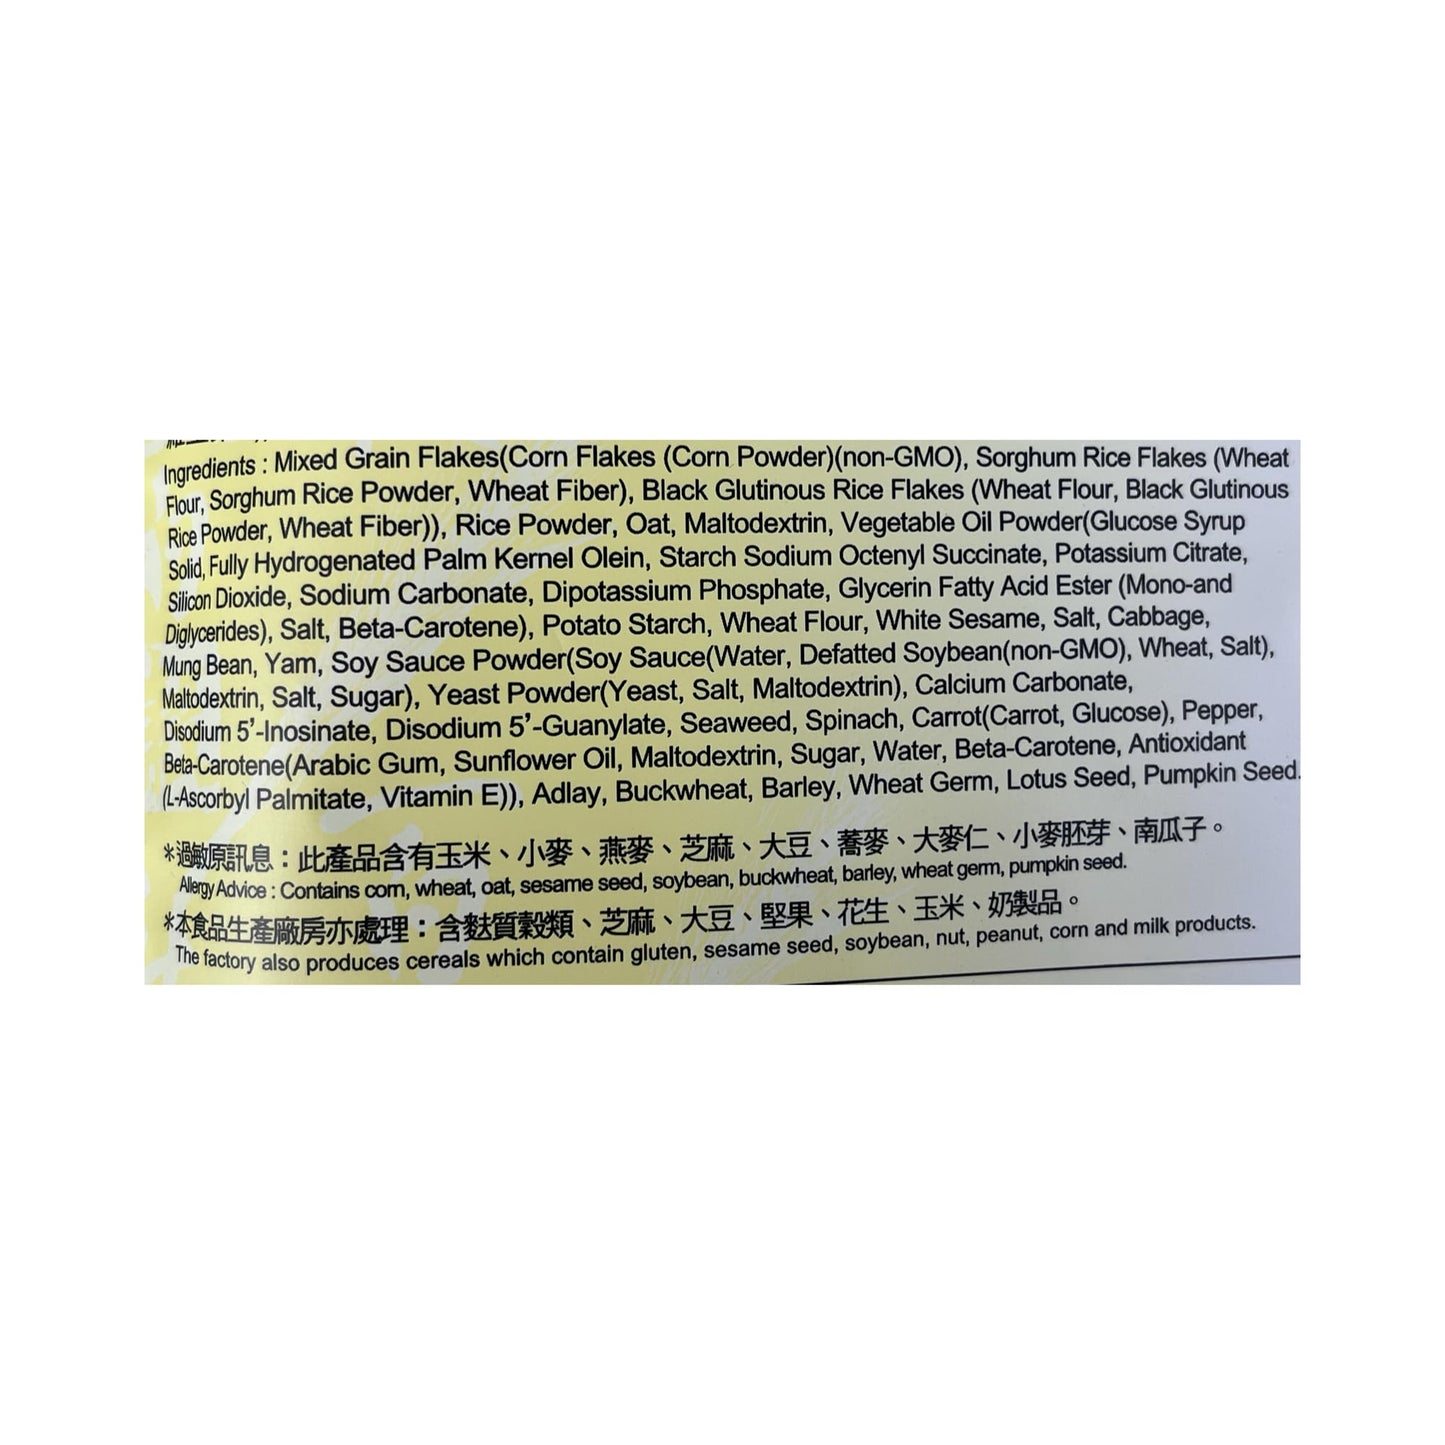 Ingredients : Mixed Grain Flakes(Corn Flakes (Corn Powder)(non-GMO), Sorghum Rice Flakes (Wheat
Flour, Sorghum Rice Powder, Wheat Fiber), Black Glutinous Rice Flakes (Wheat Flour, Black Glutinous
Rice Powder, Wheat Fiber)), Rice Powder, Oat, Maltodextrin, Vegetable Oil Powder(Glucose Syrup
Solid, Fully Hydrogenated Palm Kernel Olein, Starch Sodium Octenyl Succinate, Potassium Citrate,
Silicon Dioxide, Sodium Carbonate, Dipotassium Phosphate, Glycerin Fatty Acid Ester (Mono-and
Diglycerides), Salt, Beta-Carotene), Potato Starch, Wheat Flour, White Sesame, Salt, Cabbage,
Mung Bean, Yam, Soy Sauce Powder(Soy Sauce(Water, Defatted Soybean(non-GMO), Wheat, Salt),
Maltodextrin, Salt, Sugar), Yeast Powder(Yeast, Salt, Maltodextrin), Calcium Carbonate,
Disodium 5’-Inosinate, Disodium 5’-Guanylate, Seaweed, Spinach, Carrot(Carrot, Glucose), Pepper,
Beta-Carotene(Arabic Gum, Sunflower Oil, Maltodextrin, Sugar, Water, Beta-Carotene, Antioxidant
(L-Ascorbyl Palmitate, Vitamin E)), Adlay, Buckwheat, Barley, Wheat Germ, Lotus Seed, Pumpkin Seed.
*過敏原訊息：此產品含有玉米、小麥、燕麥、芝麻、大豆、蕎麥、大麥仁、小麥胚芽、南瓜子。
Allergy Advice : Contains corn, wheat, oat, sesame seed, soybean, buckwheat, barley, wheat germ, pumpkin seed.
*本食品生產廠房亦處理：含麩質穀類、芝麻、大豆、堅果、花生、玉米、奶製品。
The factory also produces cereals which contain gluten, sesame seed, soybean, nut, peanut, corn and milk products.